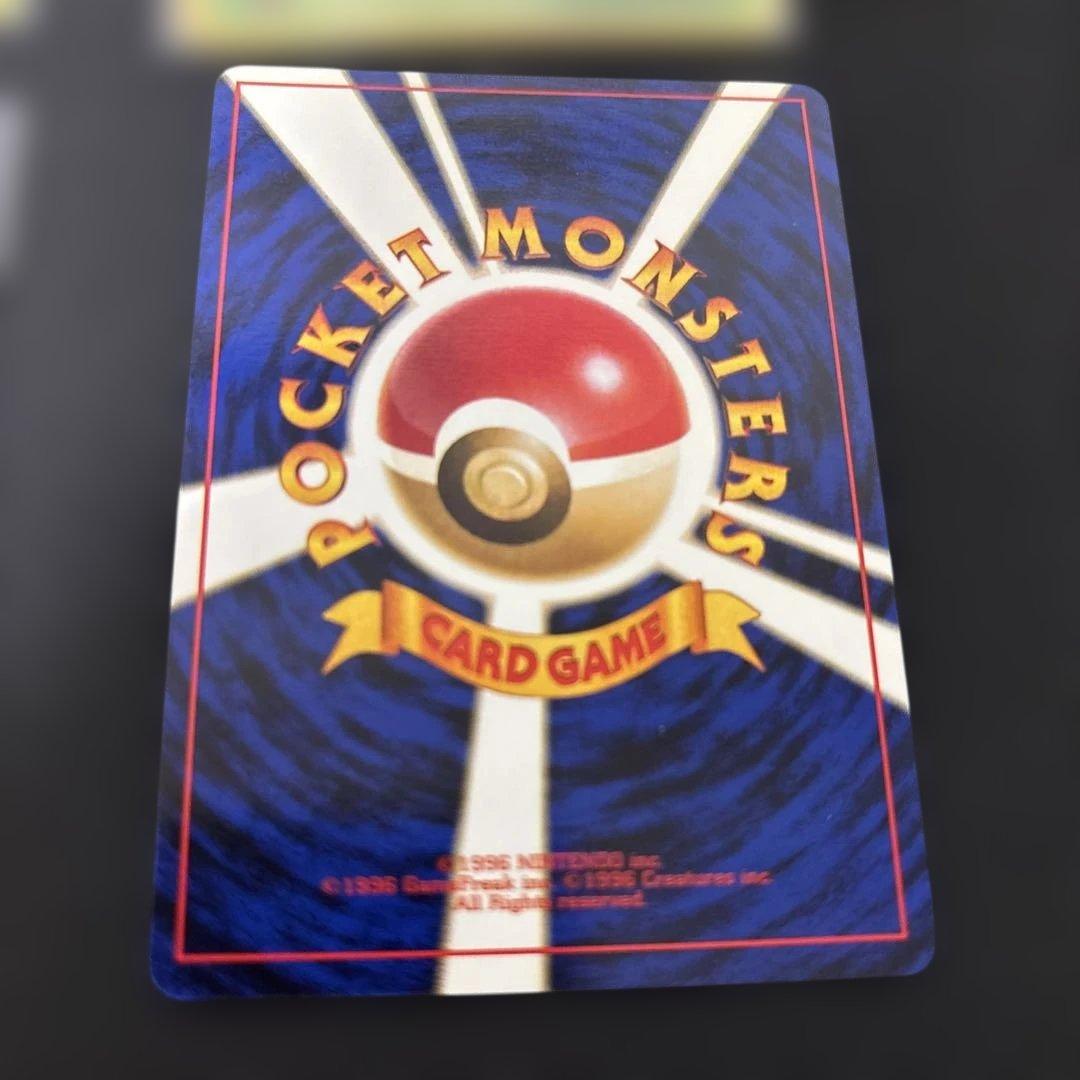 POCKET MONSTERS
CARD GAME
©1996 NINTENDO inc.
©1996 GameFreak inc. ©1996 Creatures inc.
All Rights reserved.